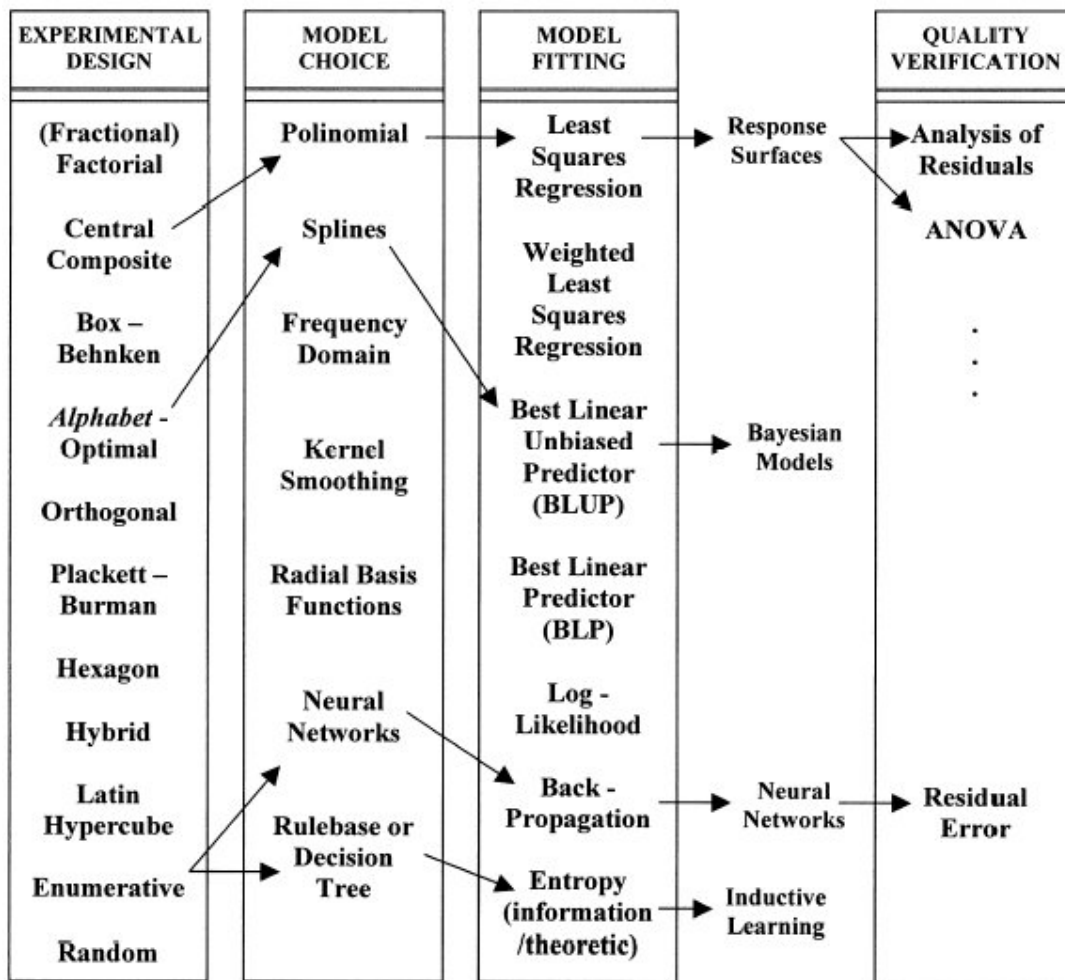 EXPERIMENTAL
DESIGN
(Fractional)
Factorial
Central
Composite
Box –
Behnken
Alphabet -
Optimal
Orthogonal
Plackett –
Burman
Hexagon
Hybrid
Latin
Hypercube
Enumerative
Random
MODEL
CHOICE
Polinomial
Splines
Frequency
Domain
Kernel
Smoothing
Radial Basis
Functions
Neural
Networks
Rulebase or
Decision
Tree
MODEL
FITTING
Least
Squares
Regression
Weighted
Least
Squares
Regression
Best Linear
Unbiased
Predictor
(BLUP)
Best Linear
Predictor
(BLP)
Log -
Likelihood
Back -
Propagation
Entropy
(information
/theoretic)
Response
Surfaces
Bayesian
Models
Neural
Networks
Inductive
Learning
QUALITY
VERIFICATION
Analysis of
Residuals
ANOVA
.
.
.
Residual
Error